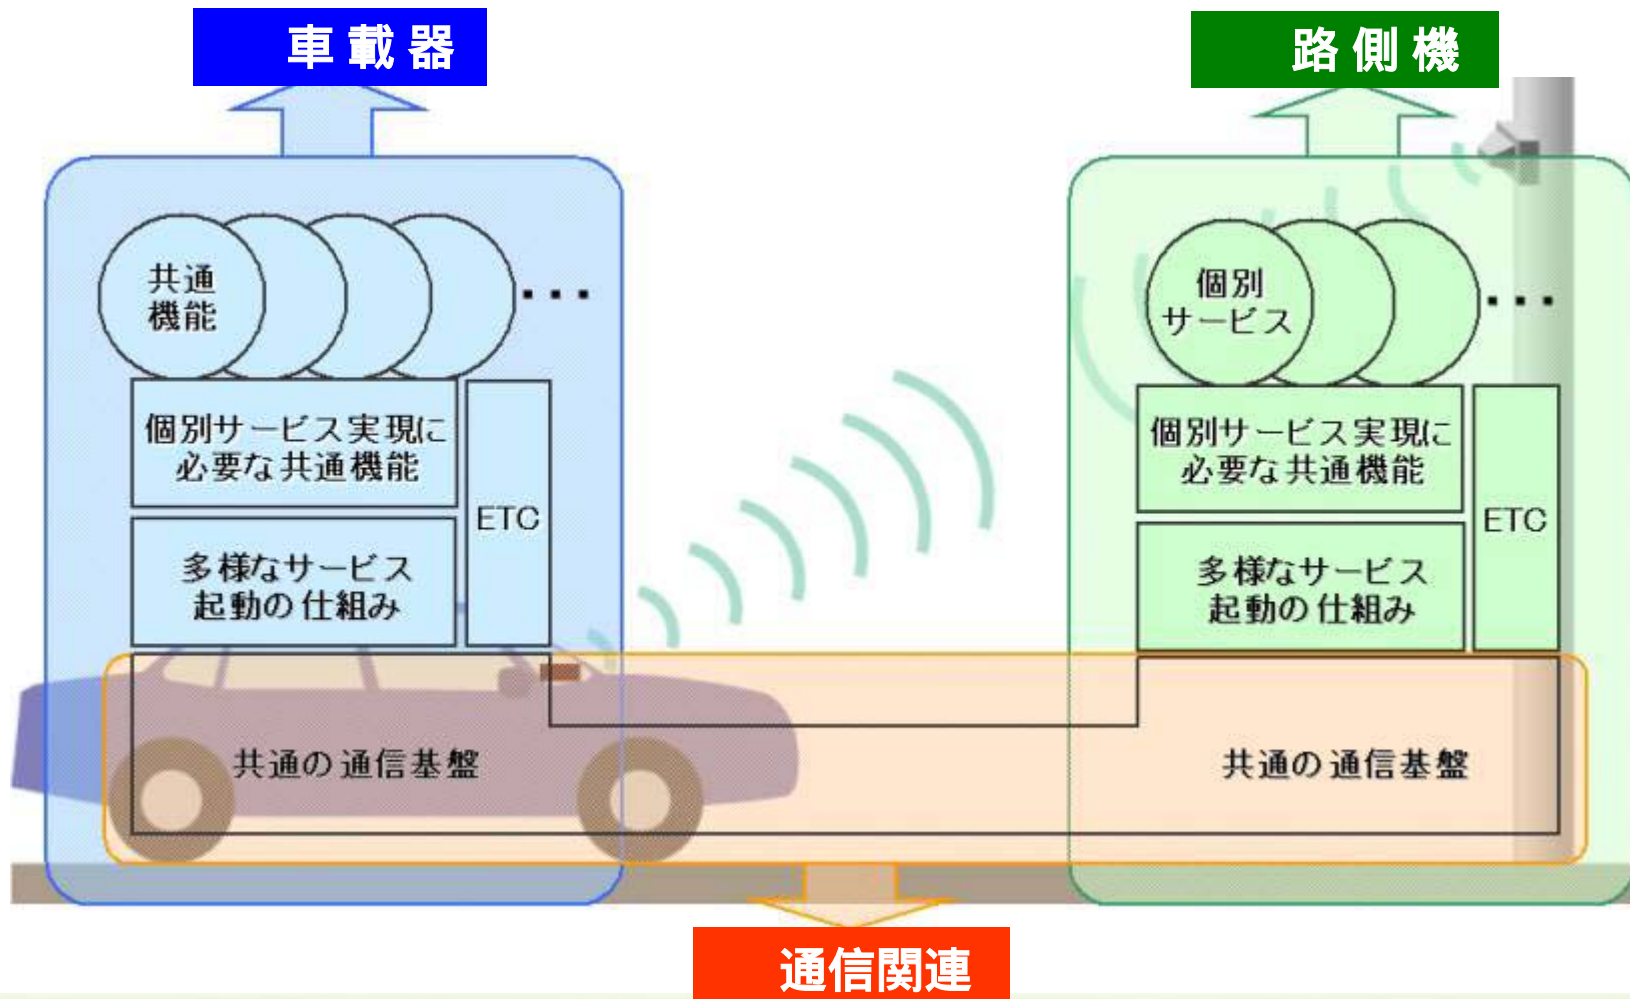 車載器
路側機
共通
機能
・・・
個別サービス実現に
必要な共通機能
ETC
多様なサービス
起動の仕組み
個別
サービス
・・・
個別サービス実現に
必要な共通機能
ETC
多様なサービス
起動の仕組み
共通の通信基盤
共通の通信基盤
通信関連